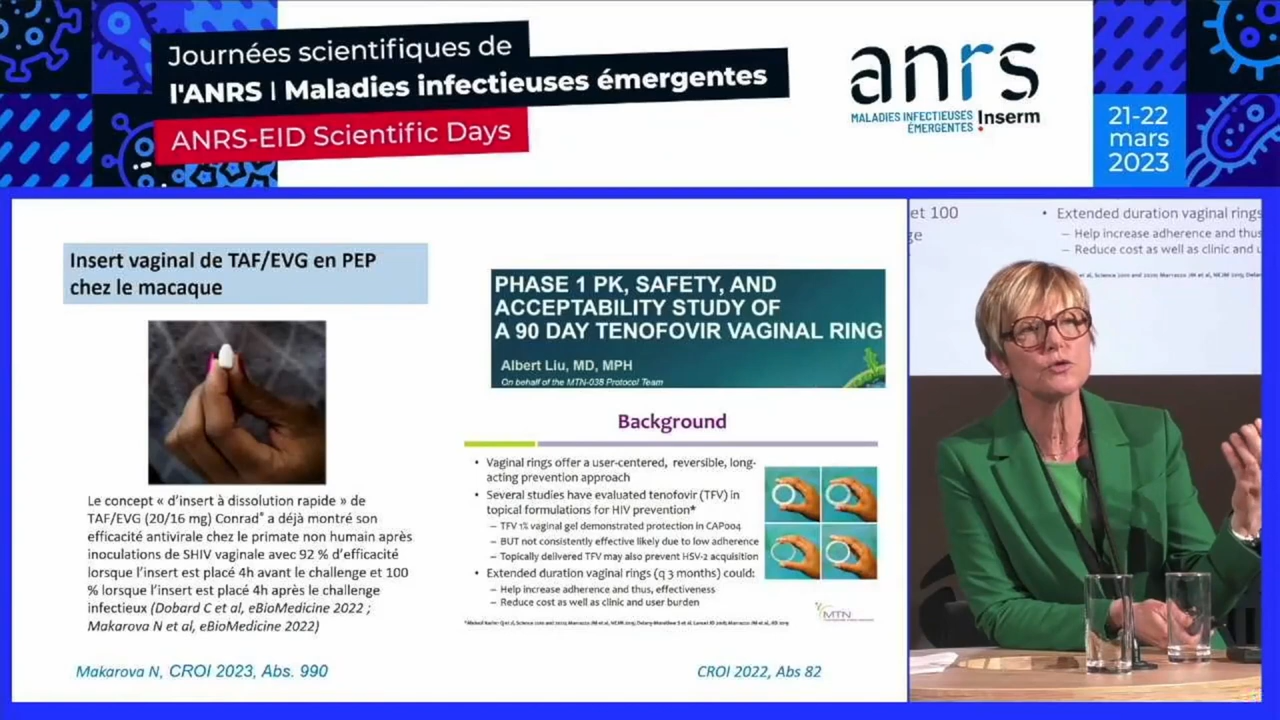 Journées scientifiques de
l'ANRS | Maladies infectieuses émergentes
ANRS-EID Scientific Days
anrs
MALADIES INFECTIEUSES
ÉMERGENTES
Inserm
21-22
mars
2023
Insert vaginal de TAF/EVG en PEP
chez le macaque
Le concept « d'insert à dissolution rapide » de
TAF/EVG (20/16 mg) Conrad® a déjà montré son
efficacité antivirale chez le primate non humain après
inoculations de SHIV vaginale avec 92 % d'efficacité
lorsque l'insert est placé 4h avant le challenge et 100
% lorsque l'insert est placé 4h après le challenge
infectieux (Dobard C et al, eBioMedicine 2022 ;
Makarova N et al, eBioMedicine 2022)
Makarova N, CROI 2023, Abs. 990
PHASE 1 PK, SAFETY, AND
ACCEPTABILITY STUDY OF
A 90 DAY TENOFOVIR VAGINAL RING
Albert Liu, MD, MPH
On behalf of the MTN-038 Protocol Team
Background
• Vaginal rings offer a user-centered, reversible, long-
acting prevention approach
• Several studies have evaluated tenofovir (TFV) in
topical formulations for HIV prevention*
– TFV 1% vaginal gel demonstrated protection in CAP004
– BUT not consistently effective likely due to low adherence
– Topically delivered TFV may also prevent HSV-2 acquisition
• Extended duration vaginal rings (q 3 months) could:
– Help increase adherence and thus, effectiveness
– Reduce cost as well as clinic and user burden
MTN
CROI 2022, Abs 82
et 100
ge
• Extended duration vaginal rings
– Help increase adherence and thus
– Reduce cost as well as clinic and u